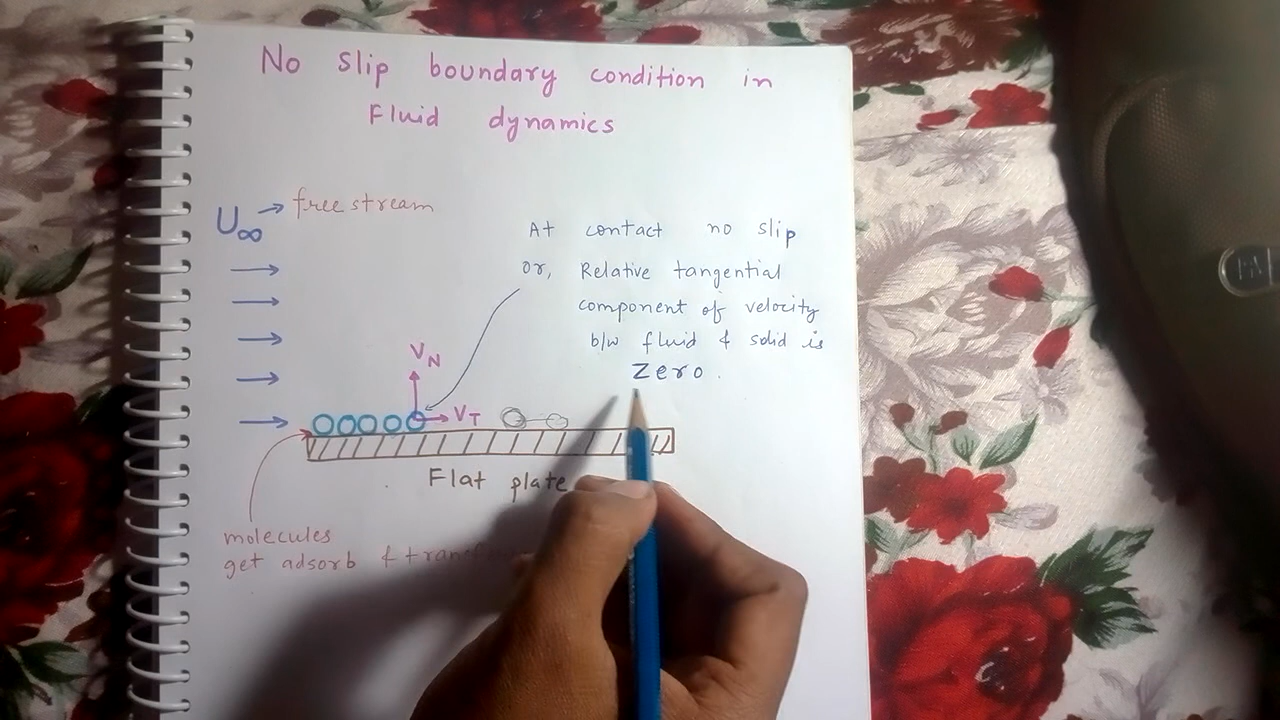 No slip boundary condition in
Fluid dynamics
U∞ → free stream
At contact no slip
or, Relative tangential
component of velocity
b/w fluid & solid is
Zero.
VN
VT
Flat plate
molecules
get adsorb &